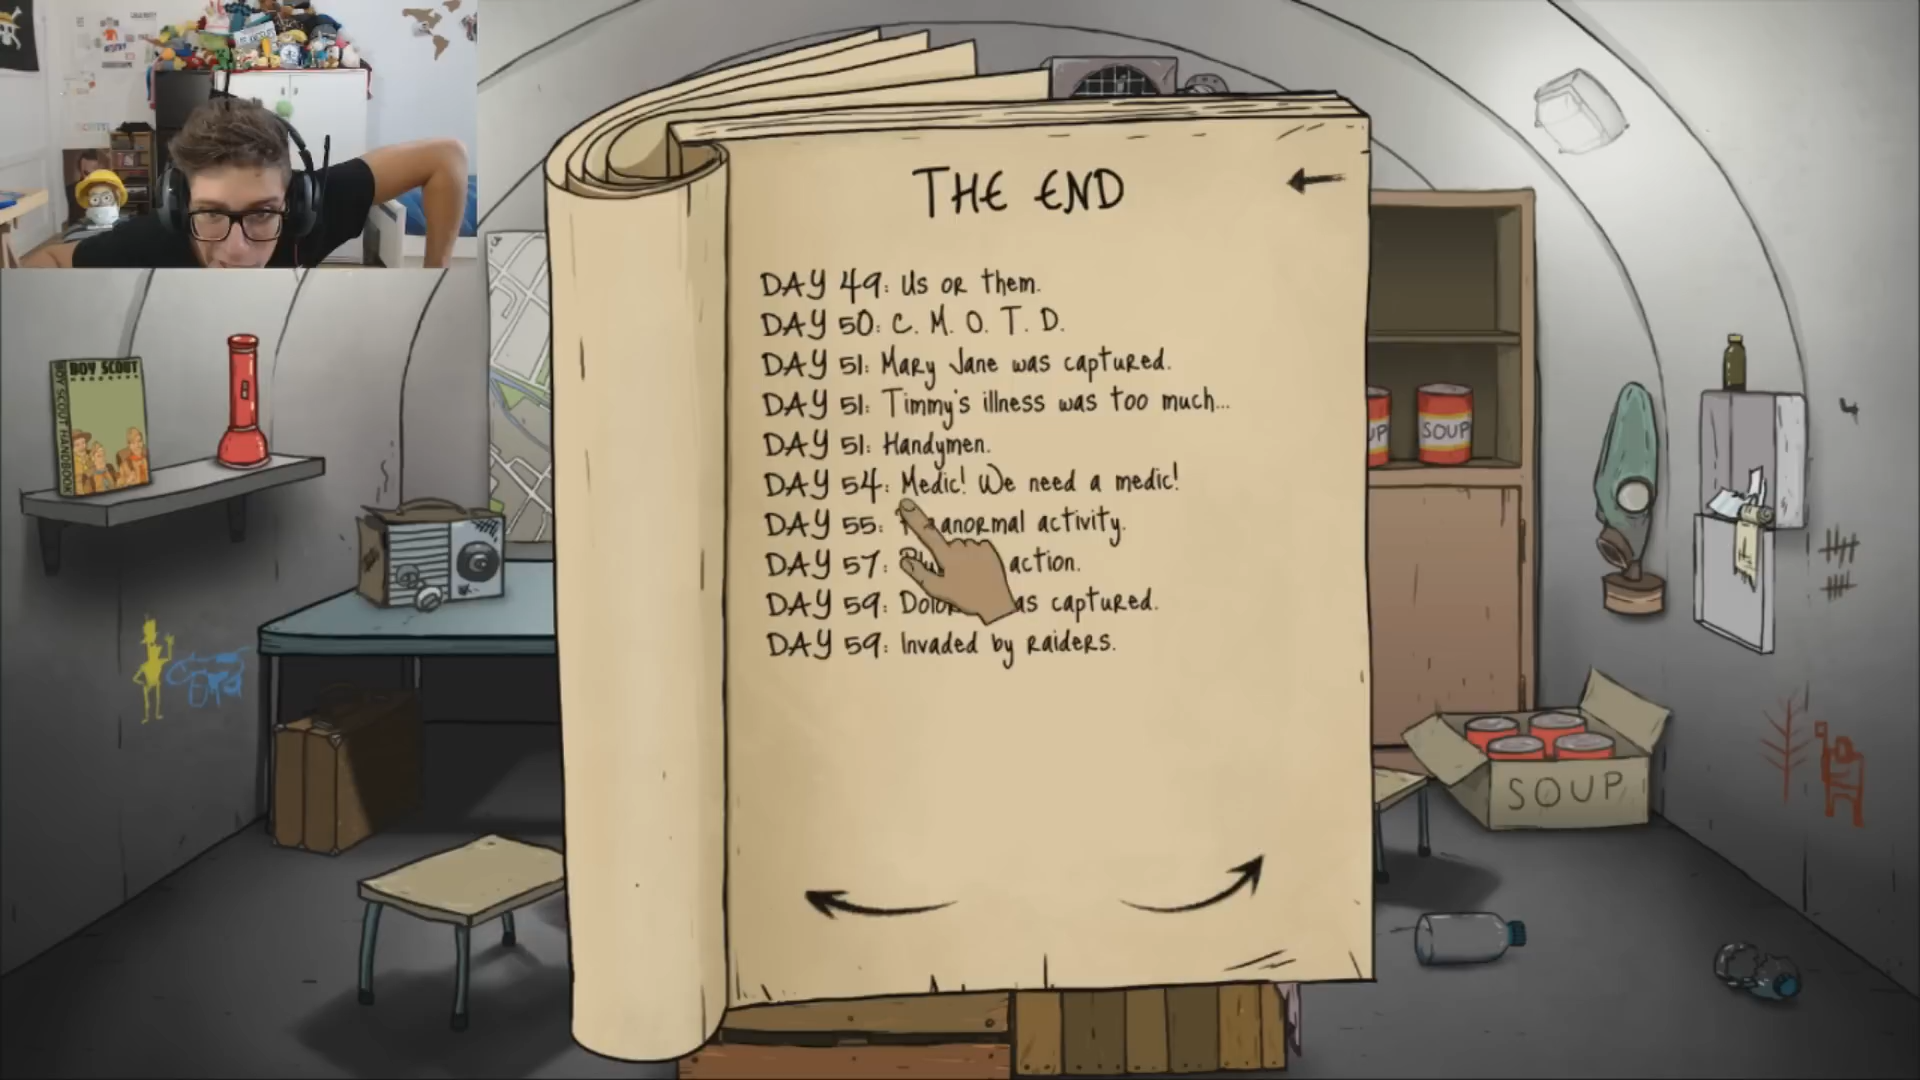 THE END
DAY 49: Us or them.
DAY 50: C. M. O. T. D.
DAY 51: Mary Jane was captured.
DAY 51: Timmy's illness was too much...
DAY 51: Handymen.
DAY 54: Medic! We need a medic!
DAY 55: activity.
DAY 57: action.
DAY 59: was captured.
DAY 59: Invaded by raiders.
BOY SCOUT
BOY SCOUT HANDBOOK
SOUP
SOUP